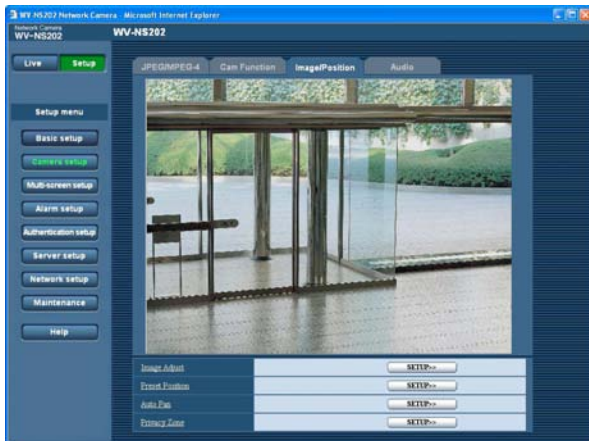 WV-NS202 Network Camera - Microsoft Internet Explorer
Network Camera
WV-NS202
WV-NS202
Live
Setup
JPEG/MPEG-4
Cam Function
Image/Position
Audio
Setup menu
Basic setup
Camera setup
Multi-screen setup
Alarm setup
Authentication setup
Server setup
Network setup
Maintenance
Help
Image Adjust
SETUP>>
Preset Position
SETUP>>
Auto Pan
SETUP>>
Privacy Zone
SETUP>>